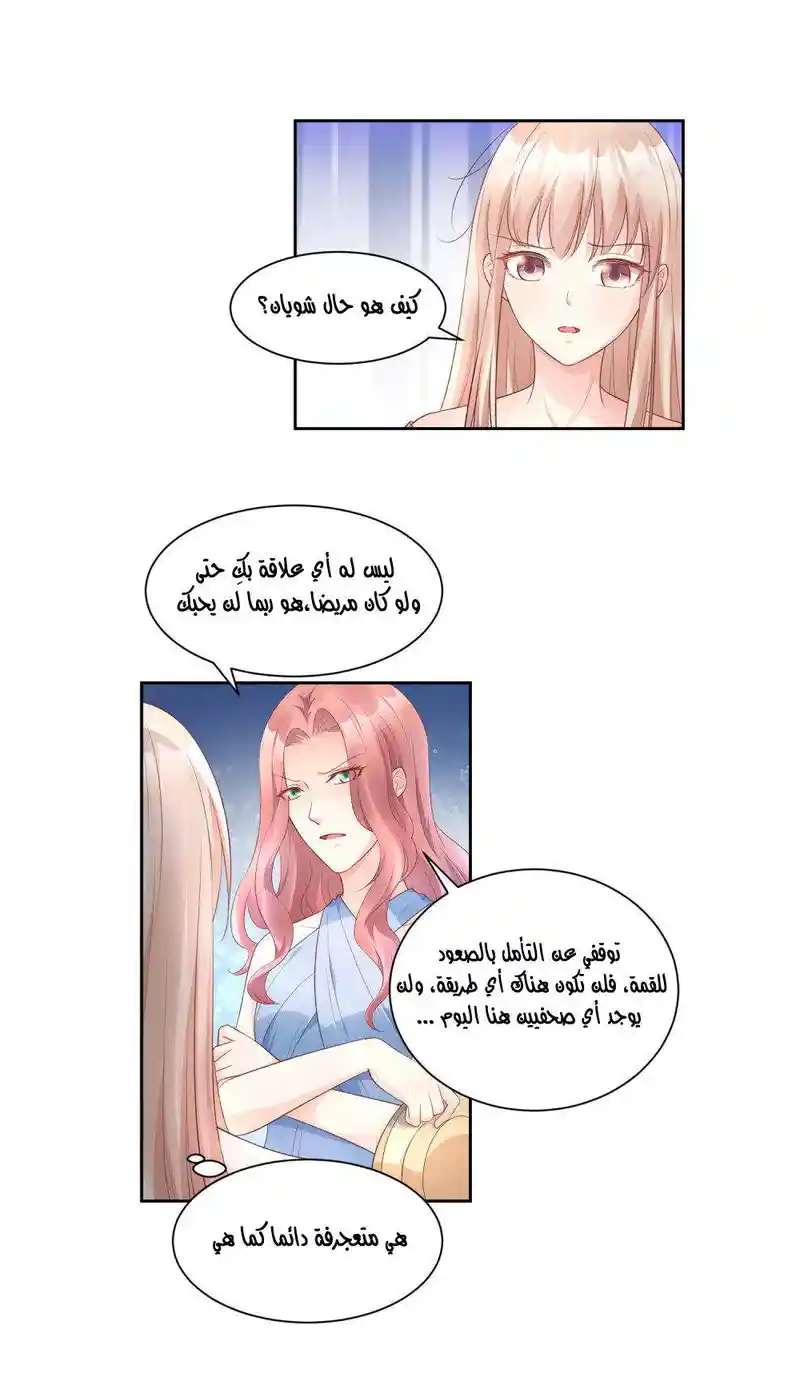 كيف هو حال شويان؟
ليس له أي علاقة بكِ حتى
ولو كان مريضا،هو ربما لن يحبك
توقفي عن التأمل بالصعود
للقمة، فلن تكون هناك أي طريقة، ولن
يوجد أي صحفيين هنا اليوم ...
هي متعجرفة دائما كما هي